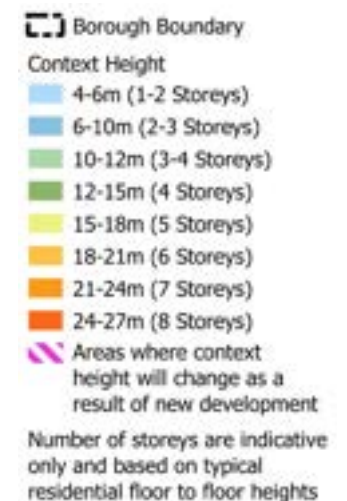 Borough Boundary
Context Height
4-6m (1-2 Storeys)
6-10m (2-3 Storeys)
10-12m (3-4 Storeys)
12-15m (4 Storeys)
15-18m (5 Storeys)
18-21m (6 Storeys)
21-24m (7 Storeys)
24-27m (8 Storeys)
Areas where context
height will change as a
result of new development
Number of storeys are indicative
only and based on typical
residential floor to floor heights